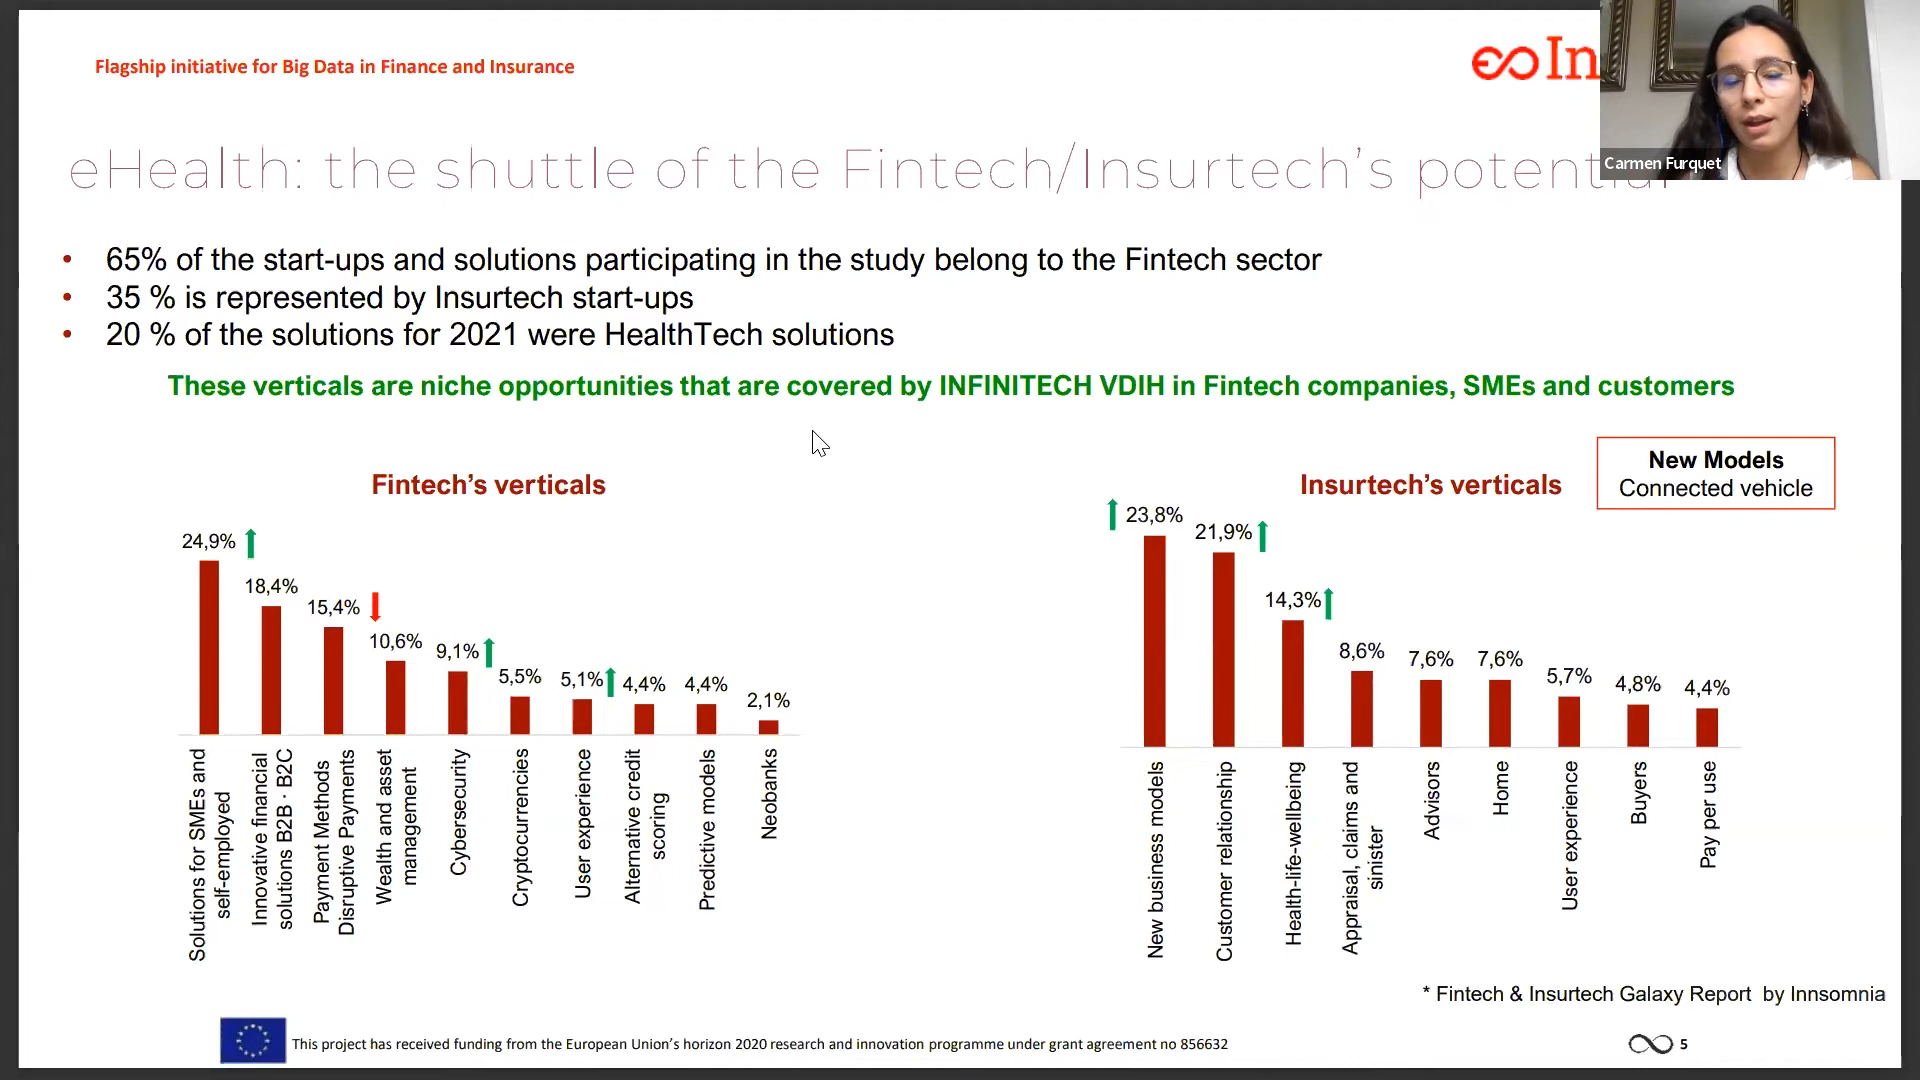 Flagship initiative for Big Data in Finance and Insurance
In
Carmen Furquet
eHealth: the shuttle of the Fintech/Insurtech's
• 65% of the start-ups and solutions participating in the study belong to the Fintech sector
• 35 % is represented by Insurtech start-ups
• 20 % of the solutions for 2021 were HealthTech solutions
These verticals are niche opportunities that are covered by INFINITECH VDIH in Fintech companies, SMEs and customers
Fintech's verticals
24,9%
18,4%
15,4%
10,6%
9,1%
5,5%
5,1%
4,4%
4,4%
2,1%
Solutions for SMEs and
self-employed
Innovative financial
solutions B2B · B2C
Payment Methods
Disruptive Payments
Wealth and asset
management
Cybersecurity
Cryptocurrencies
User experience
Alternative credit
scoring
Predictive models
Neobanks
Insurtech's verticals
New Models
Connected vehicle
23,8%
21,9%
14,3%
8,6%
7,6%
7,6%
5,7%
4,8%
4,4%
New business models
Customer relationship
Health-life-wellbeing
Appraisal, claims and
sinister
Advisors
Home
User experience
Buyers
Pay per use
* Fintech & Insurtech Galaxy Report by Innsomnia
This project has received funding from the European Union's horizon 2020 research and innovation programme under grant agreement no 856632
5